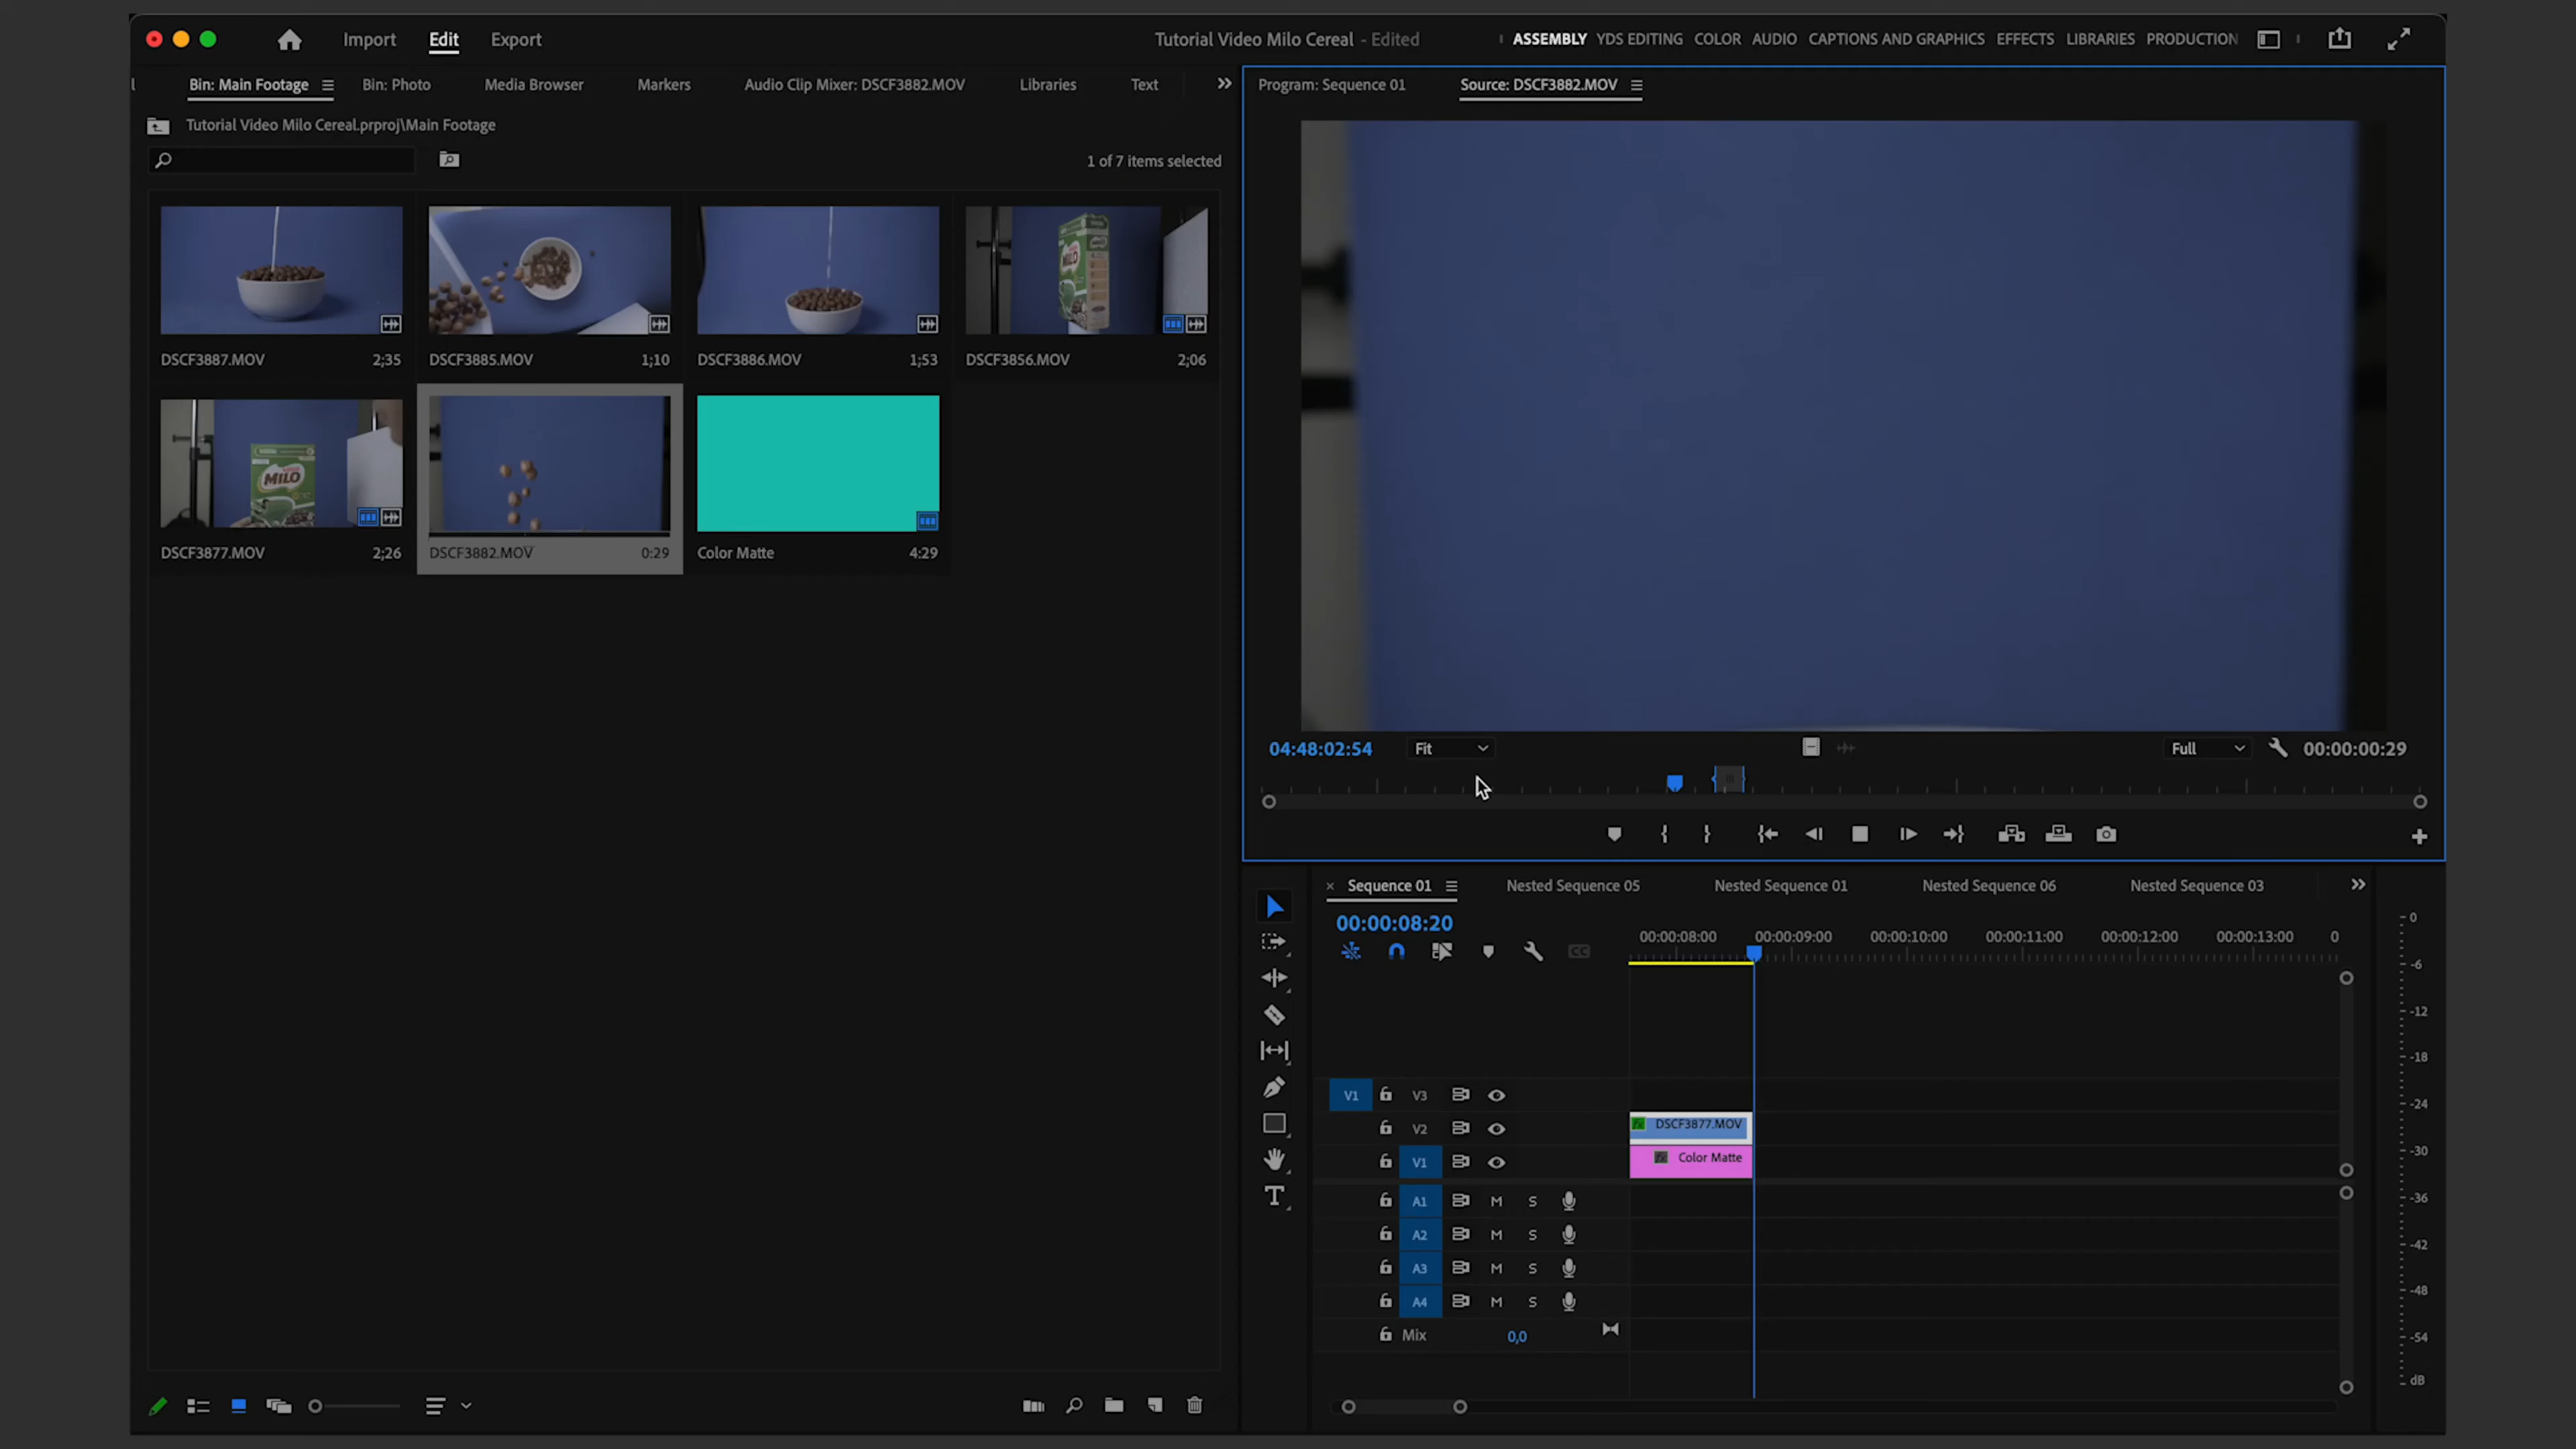 Import Edit Export Tutorial Video Milo Cereal - Edited ASSEMBLY YDS EDITING COLOR AUDIO CAPTIONS AND GRAPHICS EFFECTS LIBRARIES PRODUCTION
Bin: Main Footage Bin: Photo Media Browser Markers Audio Clip Mixer: DSCF3882.MOV Libraries Text
Tutorial Video Milo Cereal.prproj\Main Footage
1 of 7 items selected
MILO
DSCF3887.MOV 2;35 DSCF3885.MOV 1;10 DSCF3886.MOV 1;53 DSCF3856.MOV 2;06
MILO
DSCF3877.MOV 2;26 DSCF3882.MOV 0:29 Color Matte 4:29
Program: Sequence 01 Source: DSCF3882.MOV
04:48:02:54 Fit Full 00:00:00:29
Sequence 01 Nested Sequence 05 Nested Sequence 01 Nested Sequence 06 Nested Sequence 03
00:00:08:20
00:00:08:00 00:00:09:00 00:00:10:00 00:00:11:00 00:00:12:00 00:00:13:00 0
V1 V3
V2 DSCF3877.MOV
V1 Color Matte
A1 M S
A2 M S
A3 M S
A4 M S
Mix 0,0
0
-6
-12
-18
-24
-30
-36
-42
-48
-54
dB